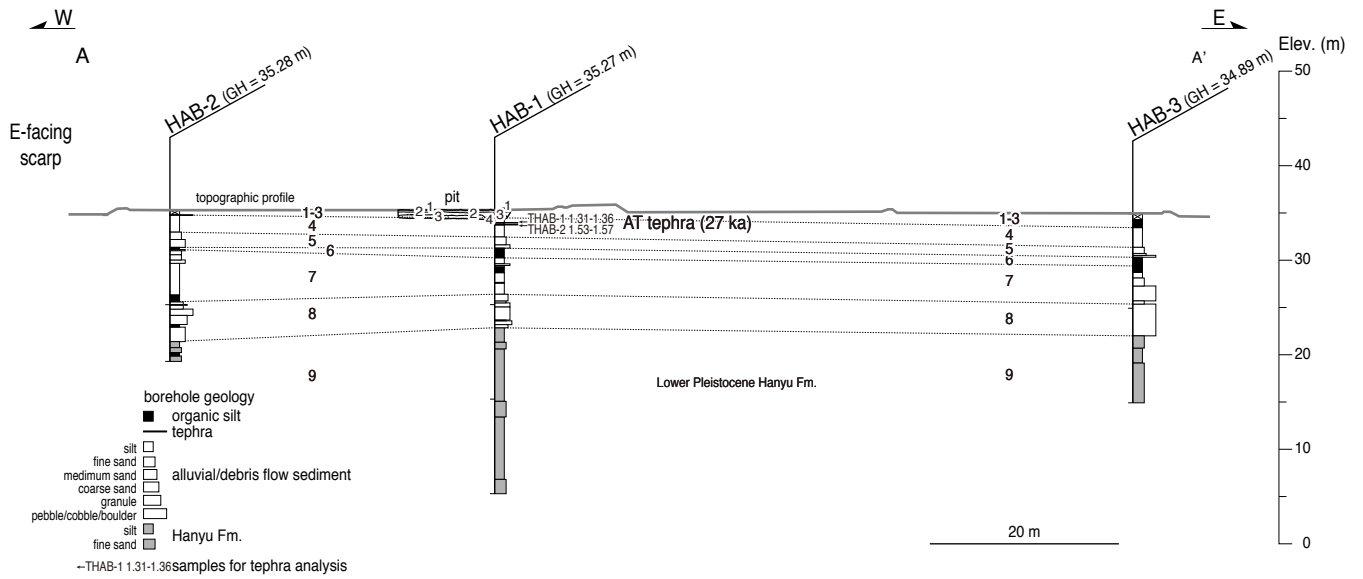 W
E
A
A'
Elev. (m)
HAB-2 (GH = 35.28 m)
HAB-1 (GH = 35.27 m)
HAB-3 (GH = 34.89 m)
50
40
30
20
10
0
E-facing
scarp
topographic profile
pit
1
2
3
2
4
3
1
←THAB-1 1.31-1.36
←THAB-2 1.53-1.57
AT tephra (27 ka)
1-3
4
5
6
7
8
9
1-3
4
5
6
7
8
9
Lower Pleistocene Hanyu Fm.
borehole geology
organic silt
tephra
silt
fine sand
medimum sand
coarse sand
granule
pebble/cobble/boulder
alluvial/debris flow sediment
silt
fine sand
Hanyu Fm.
←THAB-1 1.31-1.36 samples for tephra analysis
20 m